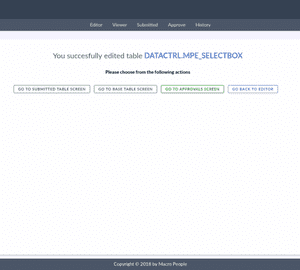 Editor Viewer Submitted Approve History
You succesfully edited table DATACTRL.MPE_SELECTBOX
Please choose from the following actions
GO TO SUBMITTED TABLE SCREEN GO TO BASE TABLE SCREEN GO TO APPROVALS SCREEN GO BACK TO EDITOR
Copyright © 2018 by Macro People